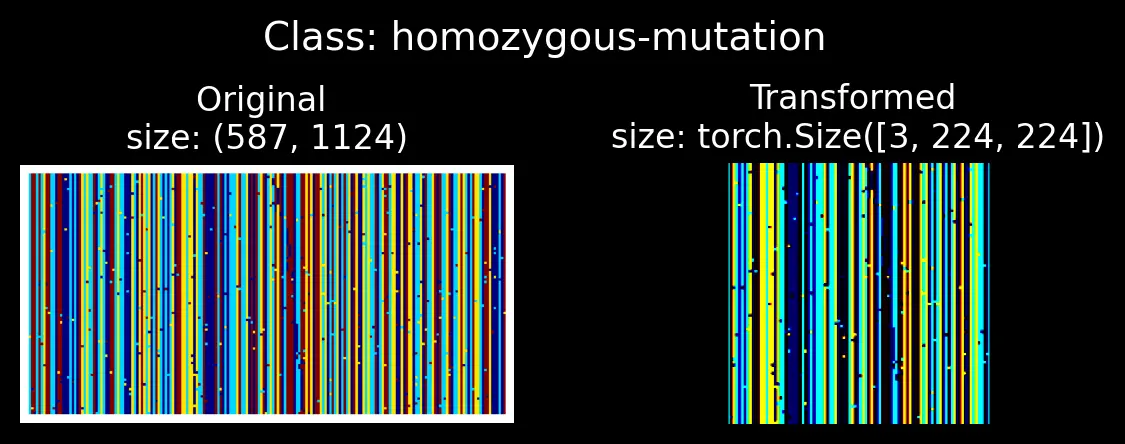 Class: homozygous-mutation
Original
size: (587, 1124)
Transformed
size: torch.Size([3, 224, 224])